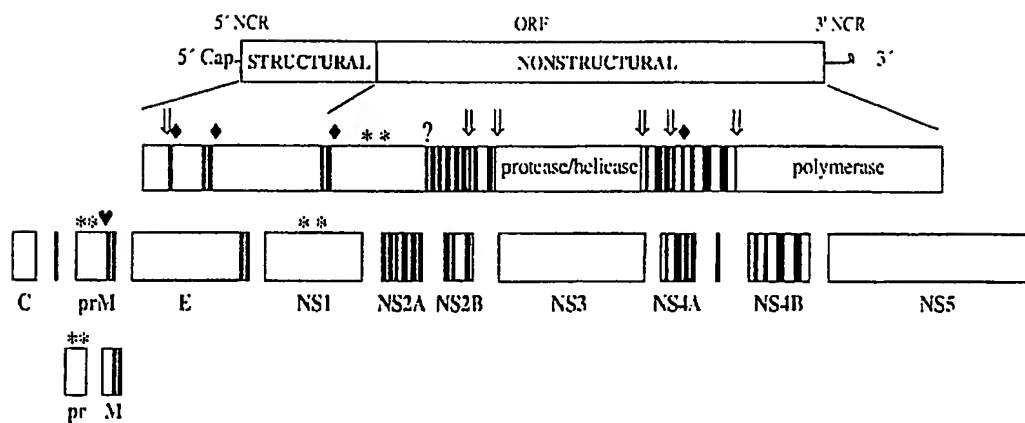 5´ NCR ORF 3' NCR
5´ Cap STRUCTURAL NONSTRUCTURAL 3´
** ?
protease/helicase polymerase
** **
C prM E NS1 NS2A NS2B NS3 NS4A NS4B NS5
**
pr M